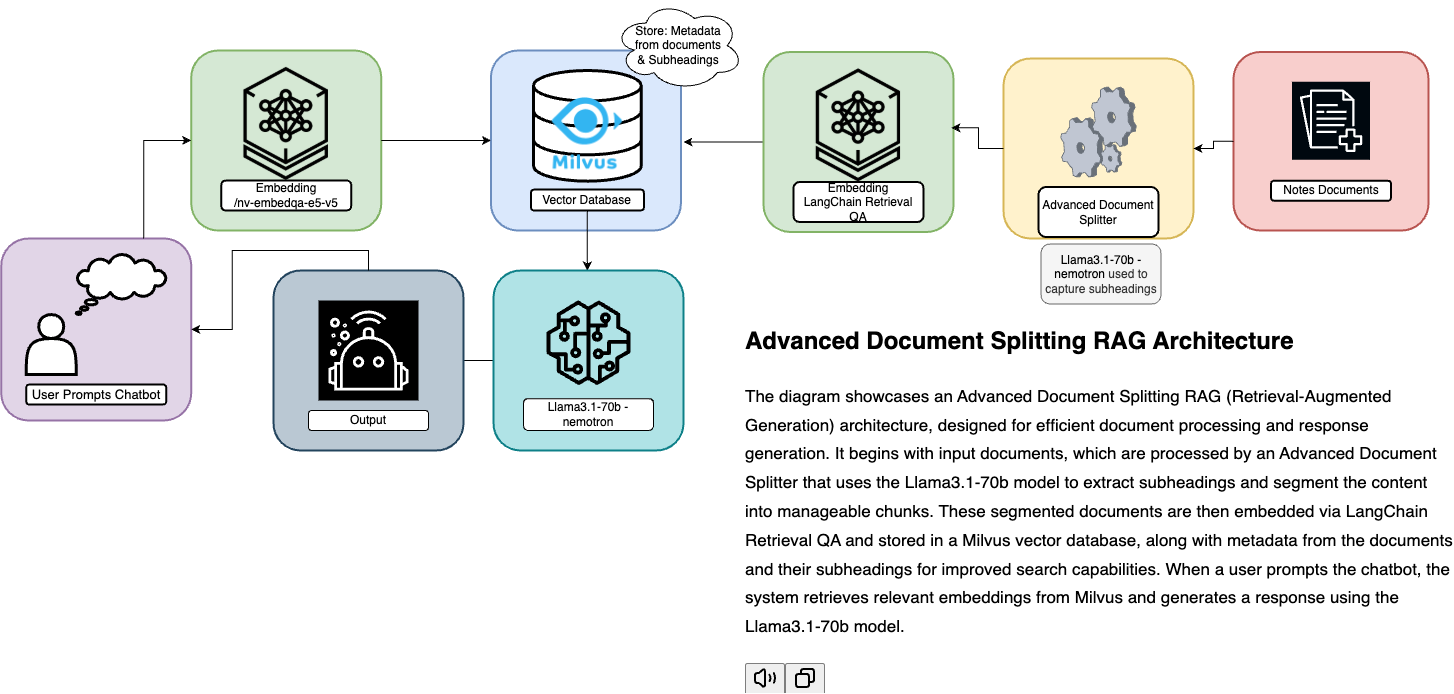 Store: Metadata
from documents
& Subheadings
Milvus
Embedding
/nv-embedqa-e5-v5
Vector Database
Embedding
LangChain Retrieval
QA
Advanced Document
Splitter
Notes Documents
Llama3.1-70b -
nemotron used to
capture subheadings
User Prompts Chatbot
Output
Llama3.1-70b -
nemotron
Advanced Document Splitting RAG Architecture
The diagram showcases an Advanced Document Splitting RAG (Retrieval-Augmented
Generation) architecture, designed for efficient document processing and response
generation. It begins with input documents, which are processed by an Advanced Document
Splitter that uses the Llama3.1-70b model to extract subheadings and segment the content
into manageable chunks. These segmented documents are then embedded via LangChain
Retrieval QA and stored in a Milvus vector database, along with metadata from the documents
and their subheadings for improved search capabilities. When a user prompts the chatbot, the
system retrieves relevant embeddings from Milvus and generates a response using the
Llama3.1-70b model.